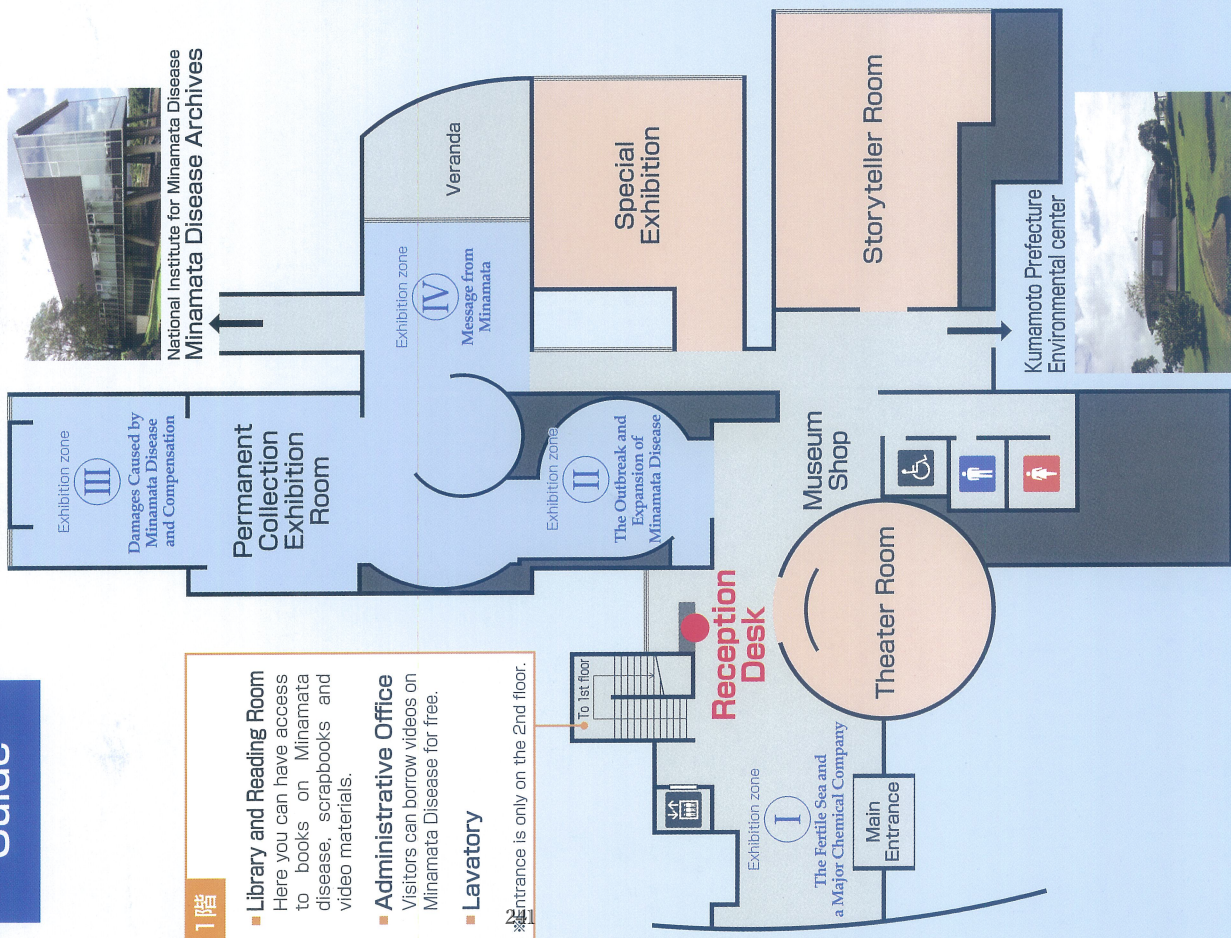 Guide
1階
Library and Reading Room
Here you can have access
to books on Minamata
disease, scrapbooks and
video materials.
Administrative Office
Visitors can borrow videos on
Minamata Disease for free.
Lavatory
※Entrance is only on the 2nd floor.
241
National Institute for Minamata Disease
Minamata Disease Archives
Exhibition zone
III
Damages Caused by
Minamata Disease
and Compensation
Permanent
Collection
Exhibition
Room
Exhibition zone
IV
Message from
Minamata
Veranda
Exhibition zone
II
The Outbreak and
Expansion of
Minamata Disease
Special
Exhibition
To 1st floor
Reception
Desk
Exhibition zone
I
The Fertile Sea and
a Major Chemical Company
Main
Entrance
Theater Room
Museum
Shop
Storyteller Room
Kumamoto Prefecture
Environmental center